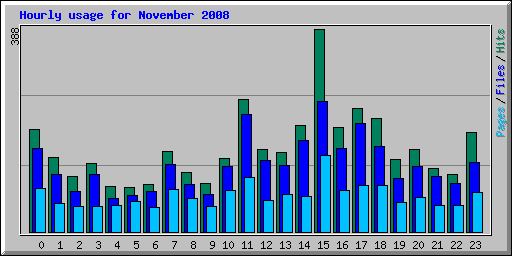 Hourly usage for November 2008
388
Pages/Files/Hits
0 1 2 3 4 5 6 7 8 9 10 11 12 13 14 15 16 17 18 19 20 21 22 23